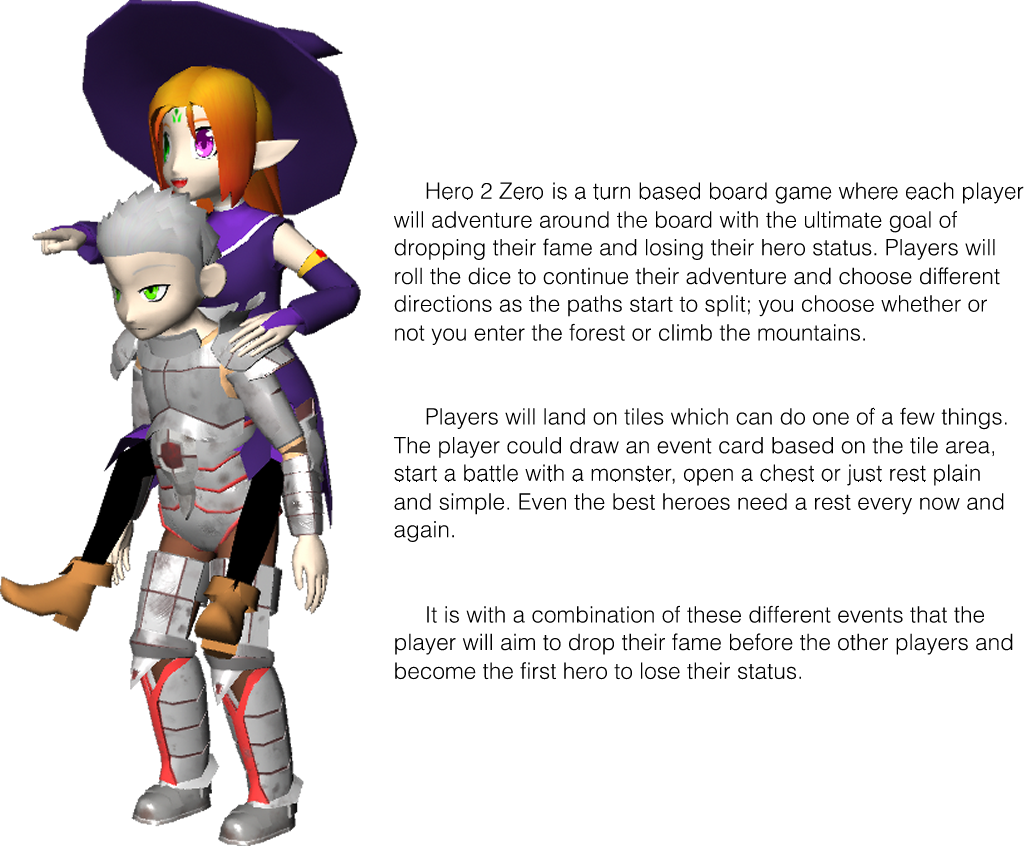 Hero 2 Zero is a turn based board game where each player
will adventure around the board with the ultimate goal of
dropping their fame and losing their hero status. Players will
roll the dice to continue their adventure and choose different
directions as the paths start to split; you choose whether or
not you enter the forest or climb the mountains.
Players will land on tiles which can do one of a few things.
The player could draw an event card based on the tile area,
start a battle with a monster, open a chest or just rest plain
and simple. Even the best heroes need a rest every now and
again.
It is with a combination of these different events that the
player will aim to drop their fame before the other players and
become the first hero to lose their status.